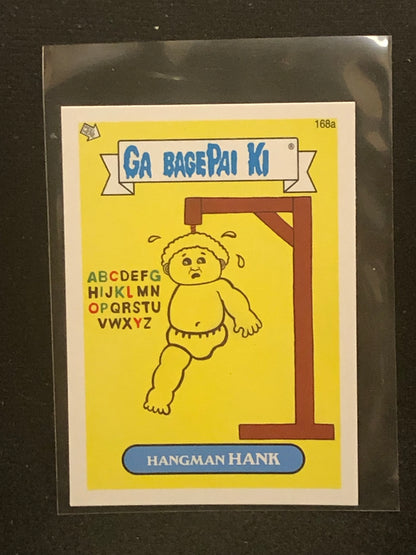 168a
GA BAGEPAI KI ®
ABCDEFG
HIJKLMN
OPQRSTU
VWXYZ
HANGMAN HANK